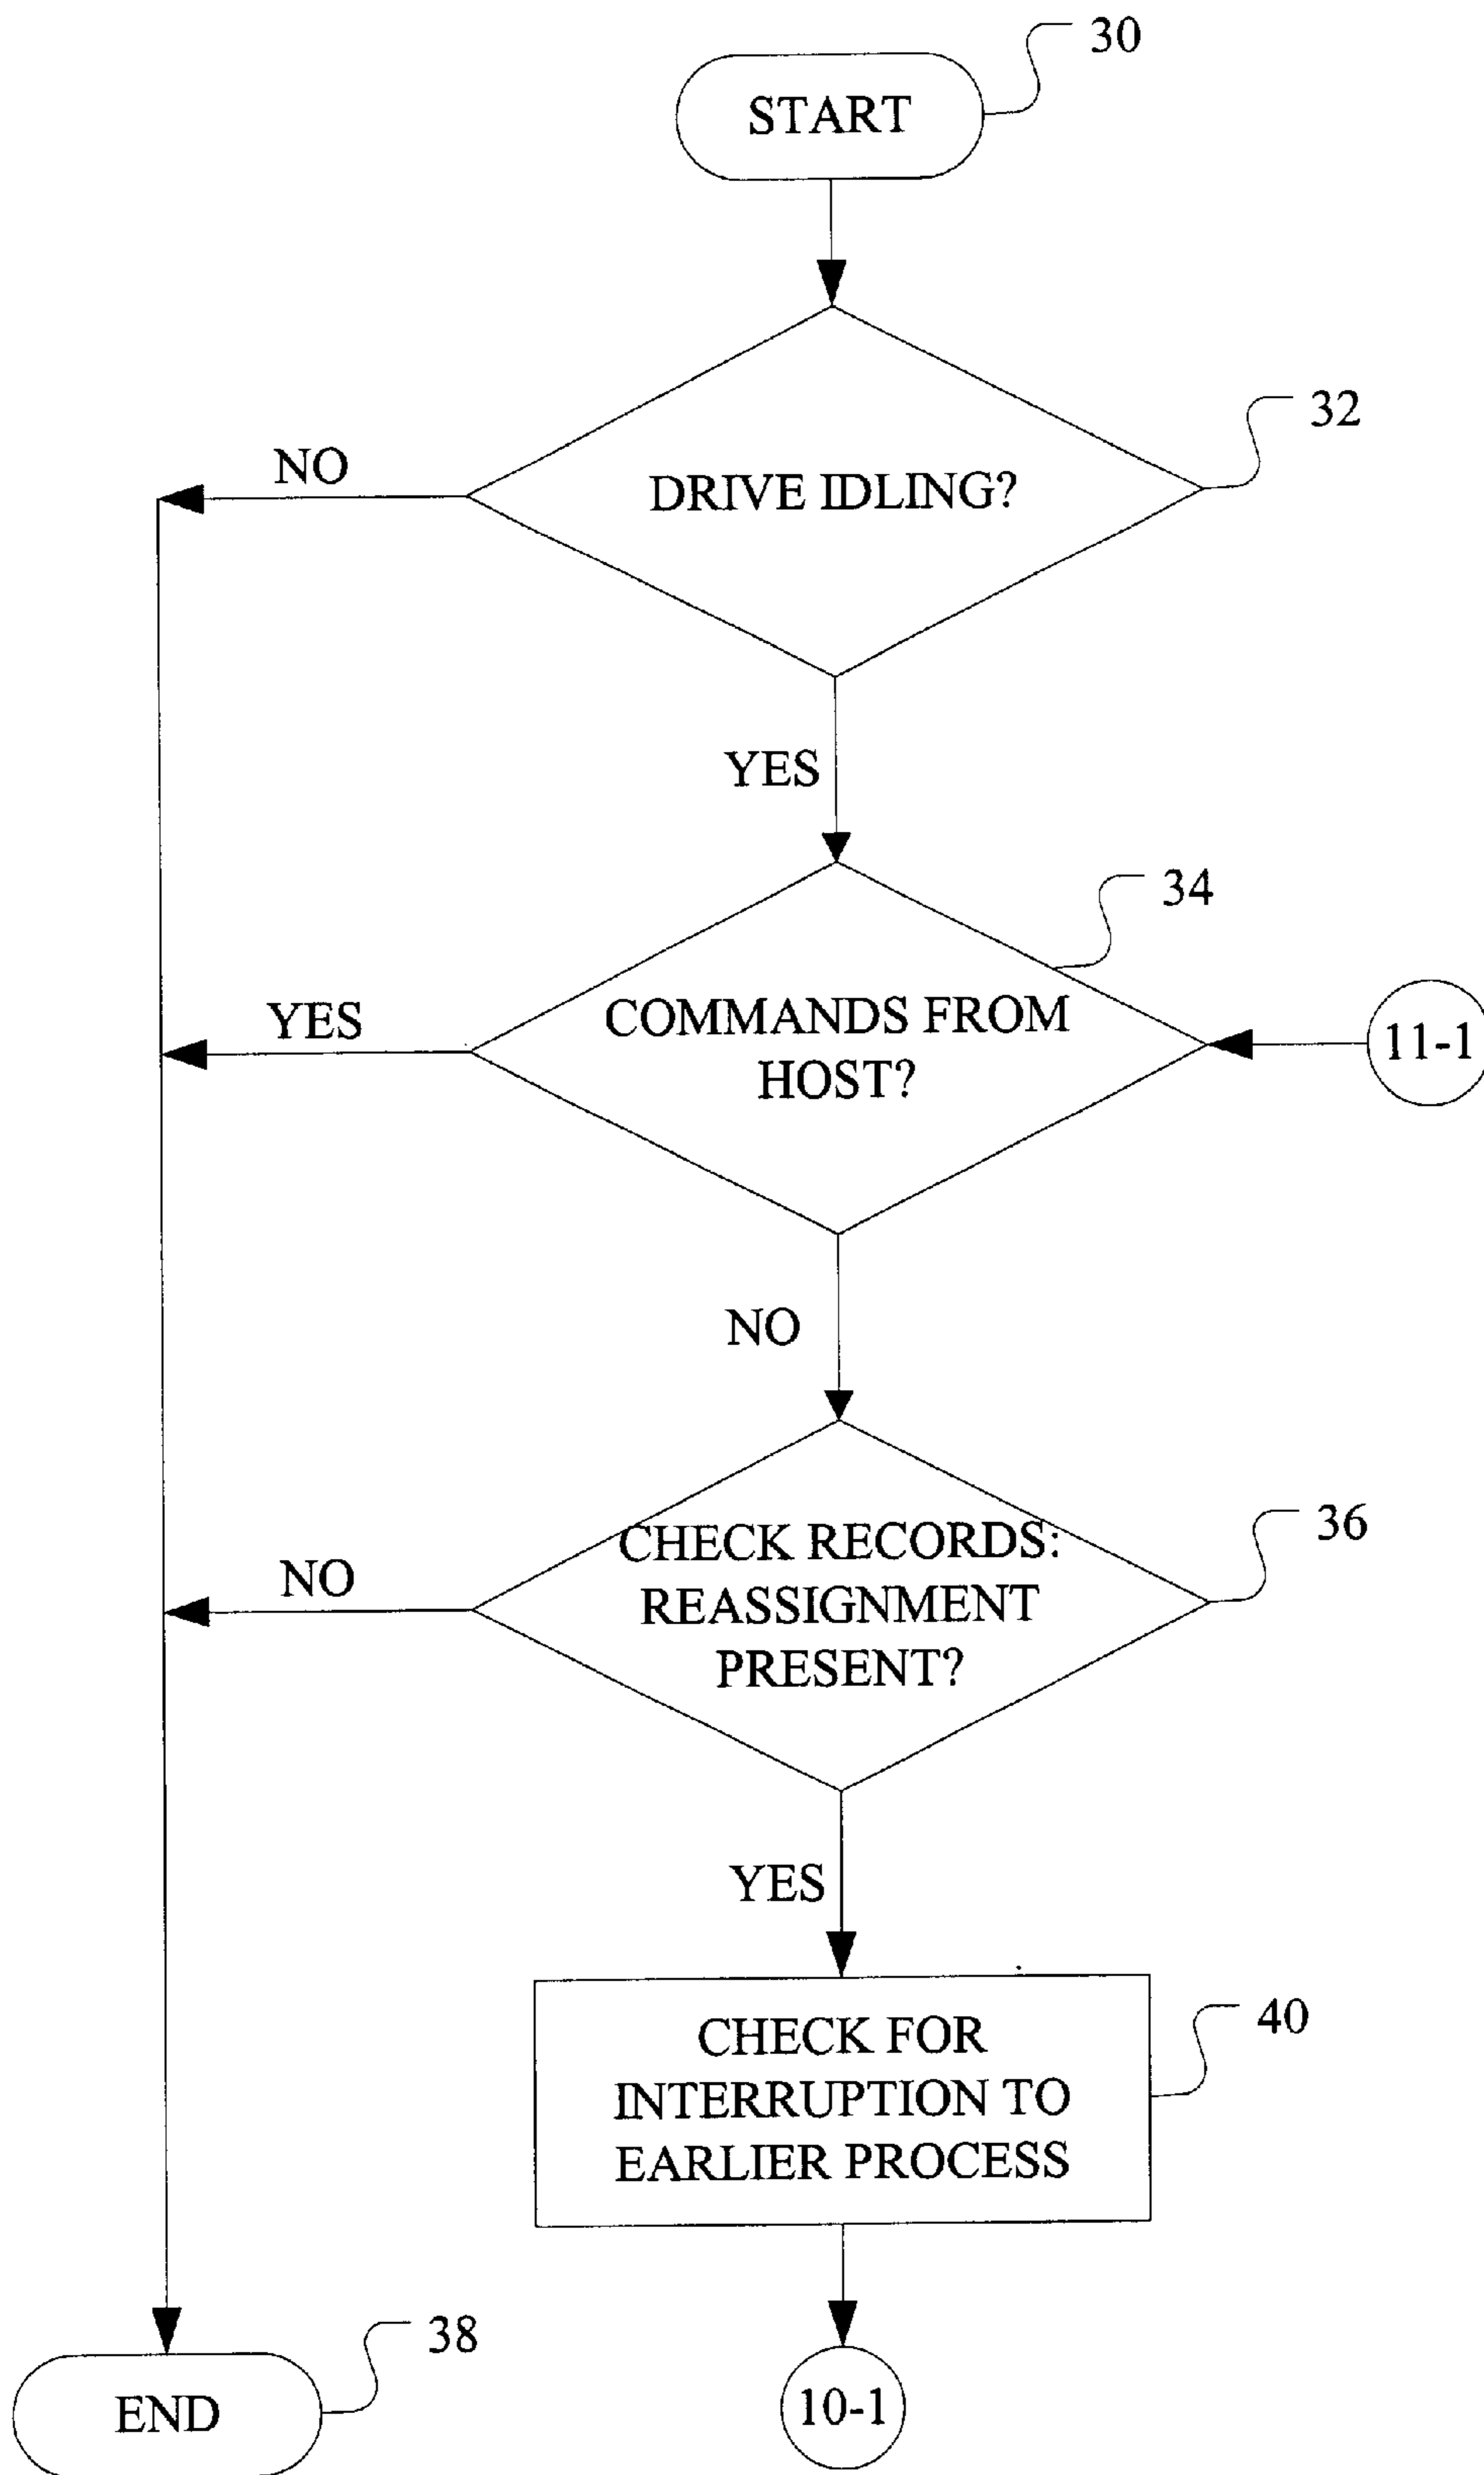 30
START
32
NO
DRIVE IDLING?
YES
34
YES
COMMANDS FROM
HOST?
11-1
NO
36
NO
CHECK RECORDS:
REASSIGNMENT
PRESENT?
YES
40
CHECK FOR
INTERRUPTION TO
EARLIER PROCESS
38
END
10-1